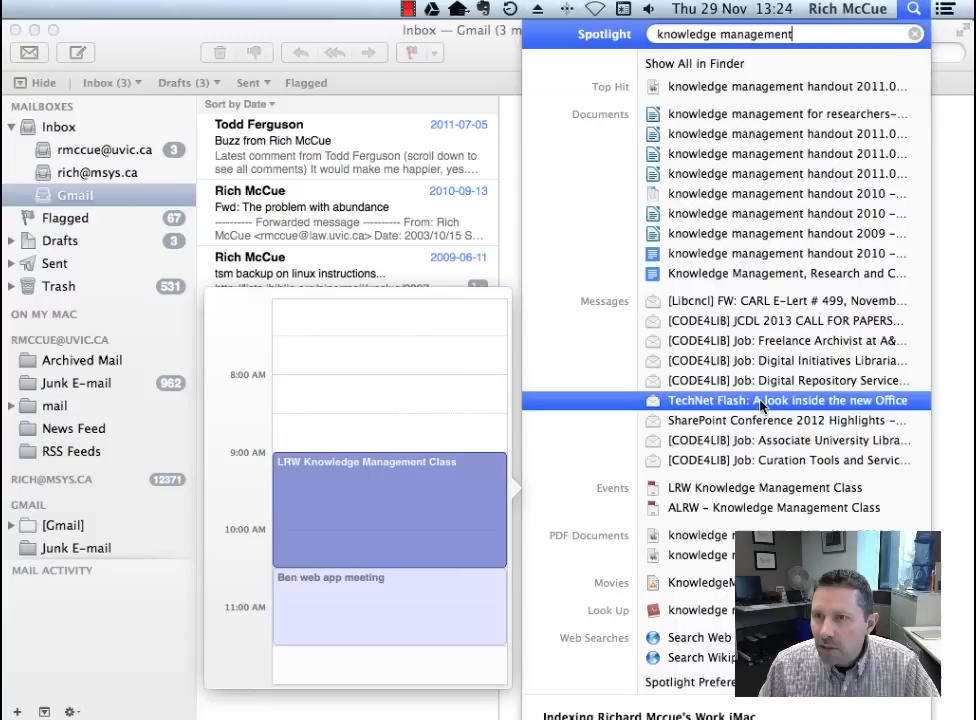 Thu 29 Nov 13:24 Rich McCue
Inbox — Gmail (3 m
Spotlight knowledge management
Hide Inbox (3) Drafts (3) Sent Flagged
MAILBOXES
Inbox
rmccue@uvic.ca 3
rich@msys.ca
Gmail
Flagged 67
Drafts 3
Sent
Trash 531
ON MY MAC
RMCCUE@UVIC.CA
Archived Mail
Junk E-mail 962
mail
News Feed
RSS Feeds
RICH@MSYS.CA 12371
GMAIL
[Gmail]
Junk E-mail
MAIL ACTIVITY
Sort by Date
Todd Ferguson 2011-07-05
Buzz from Rich McCue
Latest comment from Todd Ferguson (scroll down to
see all comments) It would make me happier, yes....
Rich McCue 2010-09-13
Fwd: The problem with abundance
---------- Forwarded message ---------- From: Rich
McCue <rmccue@law.uvic.ca> Date: 2003/10/15 S...
Rich McCue 2009-06-11
tsm backup on linux instructions...
8:00 AM
9:00 AM
LRW Knowledge Management Class
10:00 AM
Ben web app meeting
11:00 AM
Show All in Finder
Top Hit knowledge management handout 2011.0...
Documents knowledge management for researchers-...
knowledge management handout 2011.0...
knowledge management handout 2011.0...
knowledge management handout 2011.0...
knowledge management handout 2010 -...
knowledge management handout 2010 -...
knowledge management handout 2009 -...
knowledge management handout 2010 -...
Knowledge Management, Research and C...
Messages [Libcncl] FW: CARL E-Lert # 499, Novemb...
[CODE4LIB] JCDL 2013 CALL FOR PAPERS...
[CODE4LIB] Job: Freelance Archivist at A&...
[CODE4LIB] Job: Digital Initiatives Libraria...
[CODE4LIB] Job: Digital Repository Service...
TechNet Flash: A look inside the new Office
SharePoint Conference 2012 Highlights -...
[CODE4LIB] Job: Associate University Libra...
[CODE4LIB] Job: Curation Tools and Servic...
Events LRW Knowledge Management Class
ALRW - Knowledge Management Class
PDF Documents knowledge
knowledge
Movies KnowledgeM
Look Up knowledge
Web Searches Search Web
Search Wikip
Spotlight Prefere
Indexing Richard Mccue's Work iMac